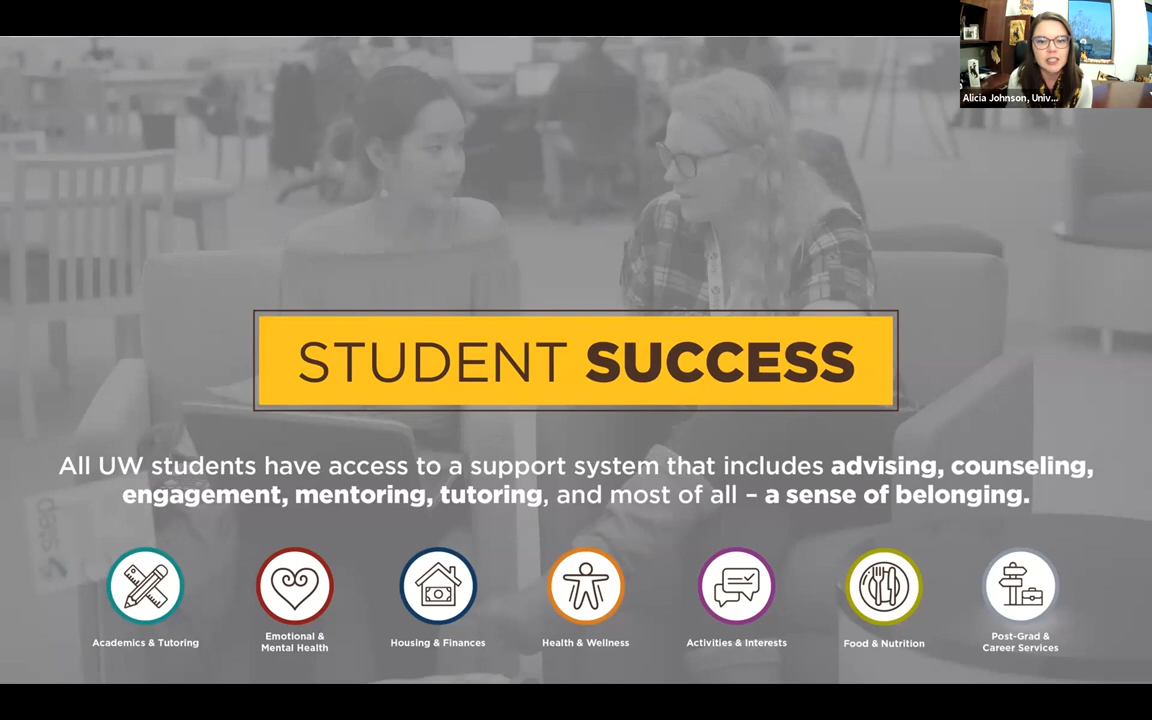 Alicia Johnson, Univ...
STUDENT SUCCESS
All UW students have access to a support system that includes advising, counseling,
engagement, mentoring, tutoring, and most of all – a sense of belonging.
Academics & Tutoring
Emotional &
Mental Health
Housing & Finances
Health & Wellness
Activities & Interests
Food & Nutrition
Post-Grad &
Career Services
step